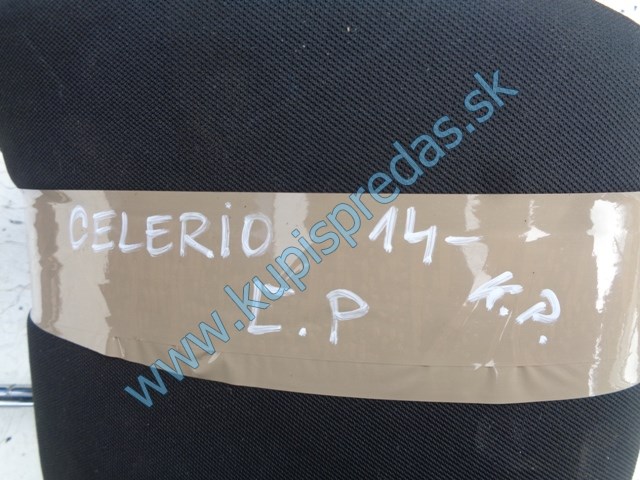 CELERIO 14-
Ľ.P K.P.
www.kupispredas.sk